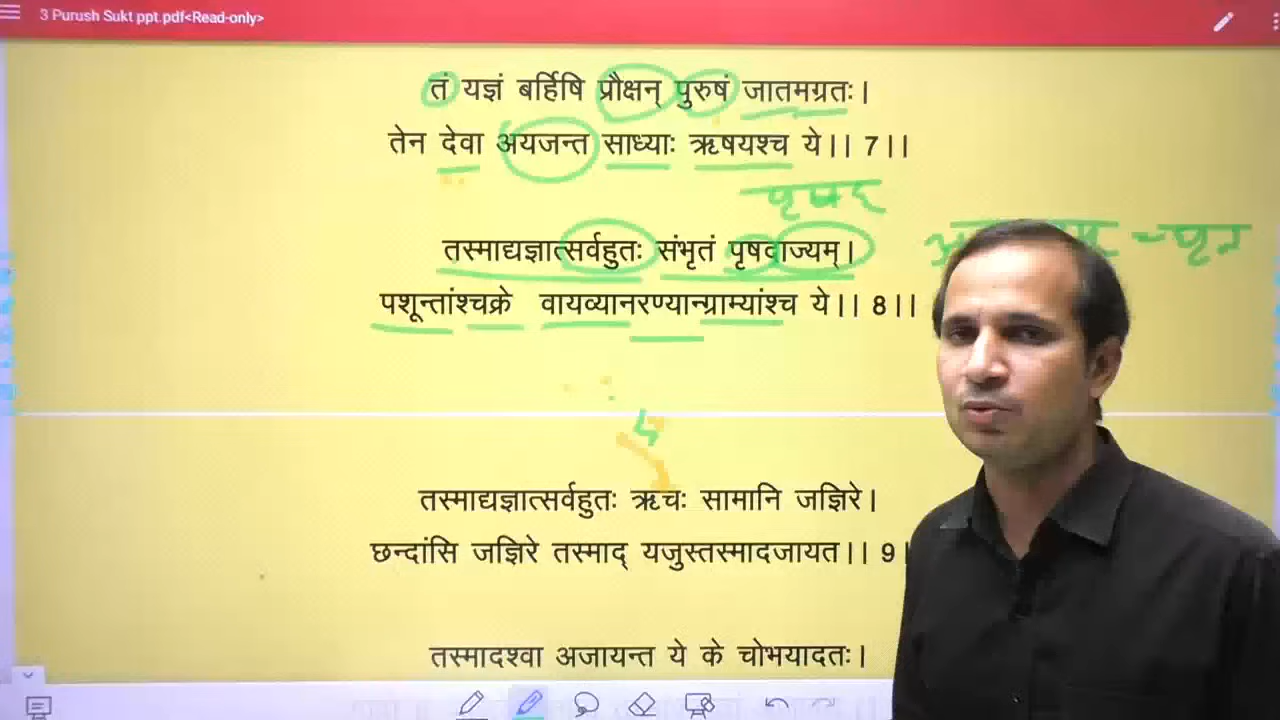 3 Purush Sukt ppt.pdf<Read-only>
तं यज्ञं बर्हिषि प्रौक्षन् पुरुषं जातमग्रतः।
तेन देवा अयजन्त साध्याः ऋषयश्च ये।। 7।।
पृषद्
तस्माद्यज्ञात्सर्वहुतः संभृतं पृषदाज्यम्।
पशून्तांश्चक्रे वायव्यानरण्यान्ग्राम्यांश्च ये।। 8।।
तस्माद्यज्ञात्सर्वहुतः ऋचः सामानि जज्ञिरे।
छन्दांसि जज्ञिरे तस्माद् यजुस्तस्मादजायत।। 9।
तस्मादश्वा अजायन्त ये के चोभयादतः।